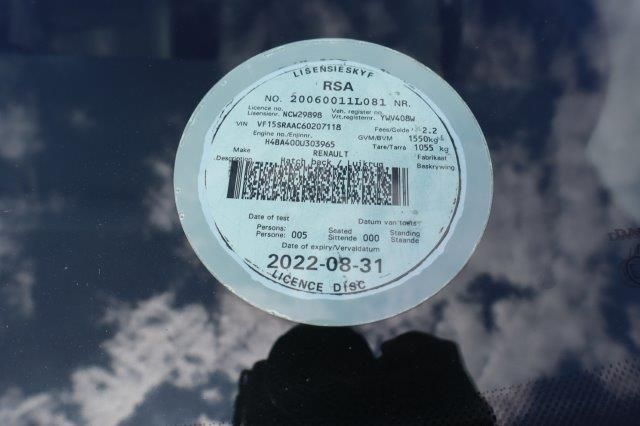 LISENSIESKYF
RSA
NO. 20060011L081 NR.
Licence no. Veh. register no.
Lisensienr. NCW29898 Vrt.registernr. YWV408W
VIN VF15SRAAC60207118 Fees/Gelde 2.2
Engine no./Enjinnr. GVM/BVM 1550kg
H4BA400U303965 Tare/Tarra 1055 kg
Make RENAULT Fabrikaat
Description Hatch back / Luikrug Beskrywing
Date of test Datum van toets
Persons: Seated Standing
Persone: 005 Sittende 000 Staande
Date of expiry/Vervaldatum
2022-08-31
LICENCE DISC